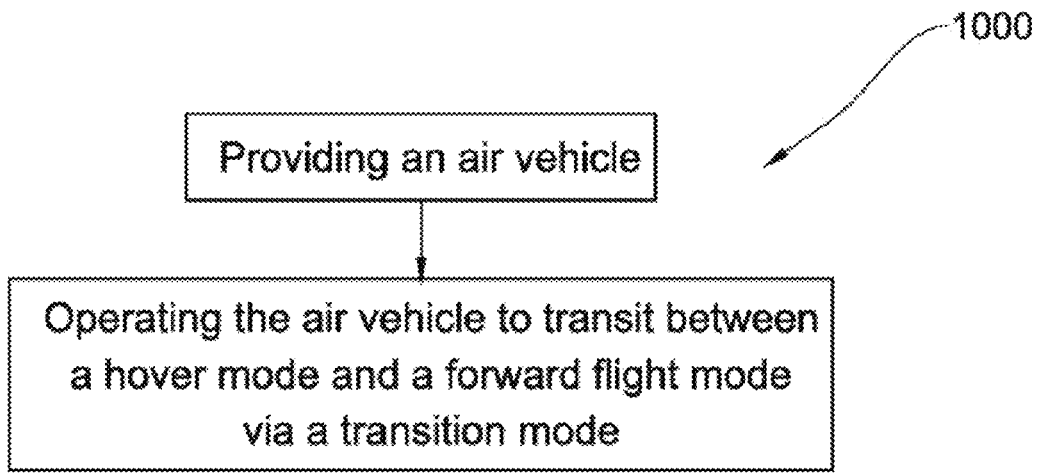 1000
Providing an air vehicle
Operating the air vehicle to transit between
a hover mode and a forward flight mode
via a transition mode